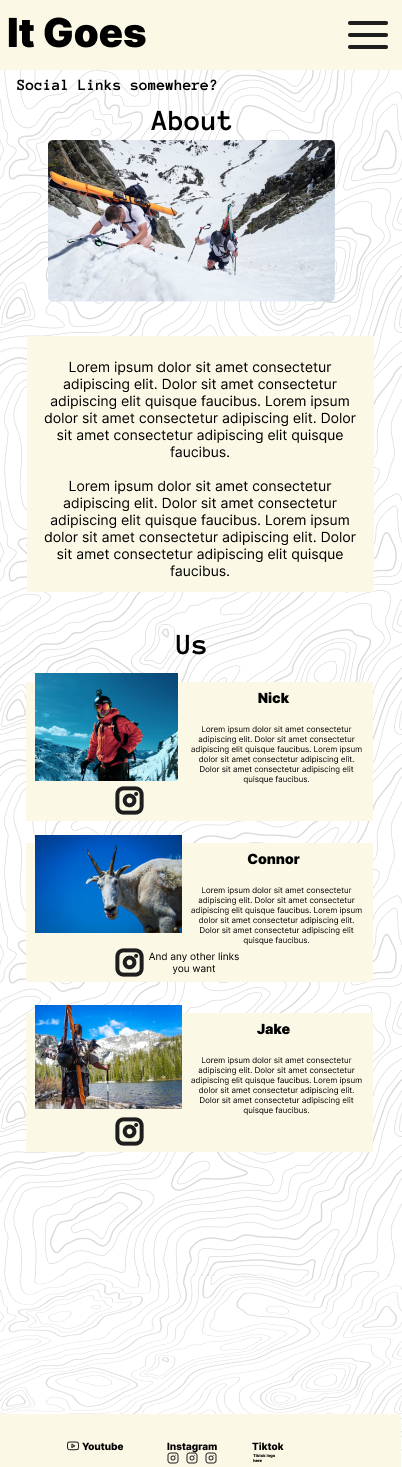 It Goes
Social Links somewhere?
About
Lorem ipsum dolor sit amet consectetur
adipiscing elit. Dolor sit amet consectetur
adipiscing elit quisque faucibus. Lorem ipsum
dolor sit amet consectetur adipiscing elit. Dolor
sit amet consectetur adipiscing elit quisque
faucibus.
Lorem ipsum dolor sit amet consectetur
adipiscing elit. Dolor sit amet consectetur
adipiscing elit quisque faucibus. Lorem ipsum
dolor sit amet consectetur adipiscing elit. Dolor
sit amet consectetur adipiscing elit quisque
faucibus.
Us
Nick
Lorem ipsum dolor sit amet consectetur
adipiscing elit. Dolor sit amet consectetur
adipiscing elit quisque faucibus. Lorem ipsum
dolor sit amet consectetur adipiscing elit.
Dolor sit amet consectetur adipiscing elit
quisque faucibus.
Connor
Lorem ipsum dolor sit amet consectetur
adipiscing elit. Dolor sit amet consectetur
adipiscing elit quisque faucibus. Lorem ipsum
dolor sit amet consectetur adipiscing elit.
Dolor sit amet consectetur adipiscing elit
quisque faucibus.
And any other links
you want
Jake
Lorem ipsum dolor sit amet consectetur
adipiscing elit. Dolor sit amet consectetur
adipiscing elit quisque faucibus. Lorem ipsum
dolor sit amet consectetur adipiscing elit.
Dolor sit amet consectetur adipiscing elit
quisque faucibus.
Youtube
Instagram
Tiktok
Tiktok logo
here